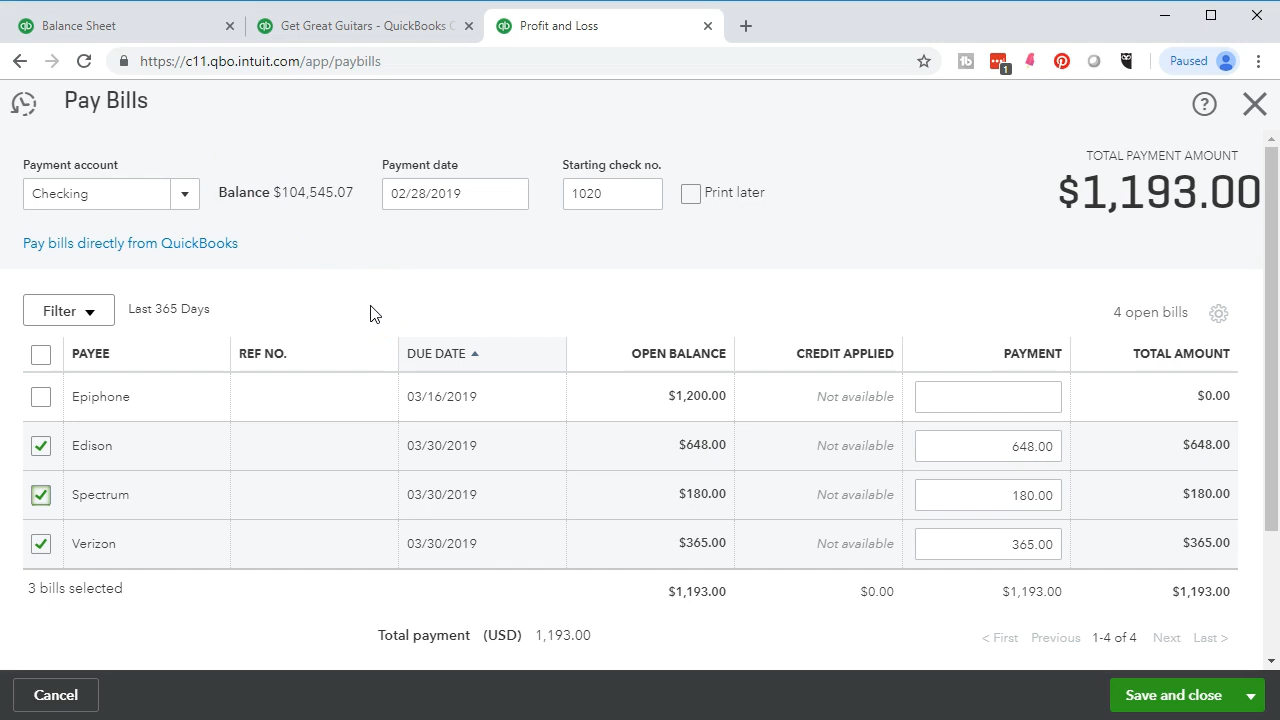 Balance Sheet
Get Great Guitars - QuickBooks
Profit and Loss
https://c11.qbo.intuit.com/app/paybills
1
Paused
Pay Bills
TOTAL PAYMENT AMOUNT
$1,193.00
Payment account
Payment date
Starting check no.
Checking
Balance $104,545.07
02/28/2019
1020
Print later
Pay bills directly from QuickBooks
Filter
Last 365 Days
4 open bills
PAYEE REF NO. DUE DATE OPEN BALANCE CREDIT APPLIED PAYMENT TOTAL AMOUNT
Epiphone 03/16/2019 $1,200.00 Not available $0.00
Edison 03/30/2019 $648.00 Not available 648.00 $648.00
Spectrum 03/30/2019 $180.00 Not available 180.00 $180.00
Verizon 03/30/2019 $365.00 Not available 365.00 $365.00
3 bills selected $1,193.00 $0.00 $1,193.00 $1,193.00
Total payment (USD) 1,193.00
< First Previous 1-4 of 4 Next Last >
Cancel
Save and close